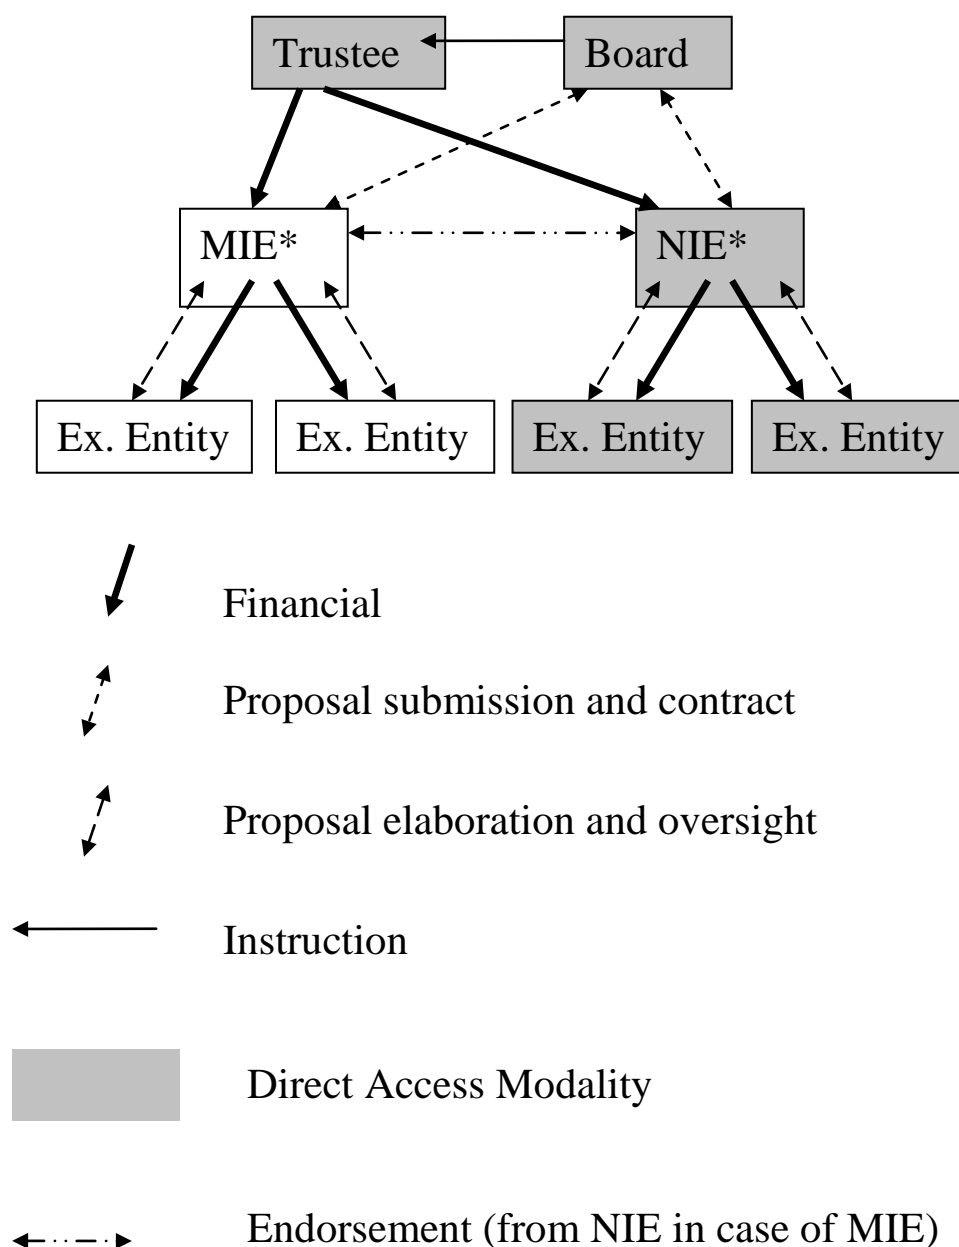 Trustee
Board
MIE*
NIE*
Ex. Entity
Ex. Entity
Ex. Entity
Ex. Entity
Financial
Proposal submission and contract
Proposal elaboration and oversight
Instruction
Direct Access Modality
Endorsement (from NIE in case of MIE)